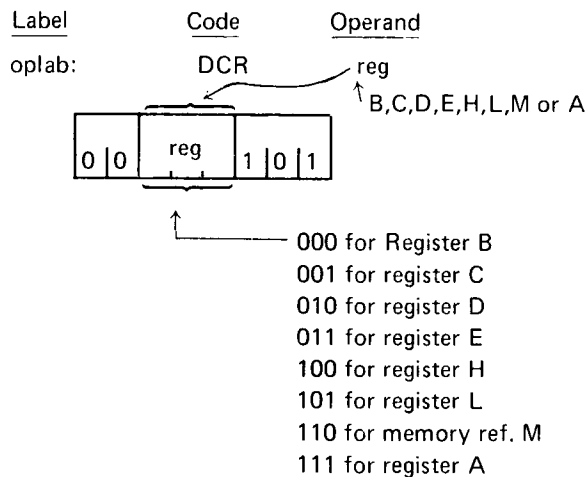 Label Code Operand
oplab: DCR reg
B,C,D,E,H,L,M or A
0 0 reg 1 0 1
000 for Register B
001 for register C
010 for register D
011 for register E
100 for register H
101 for register L
110 for memory ref. M
111 for register A